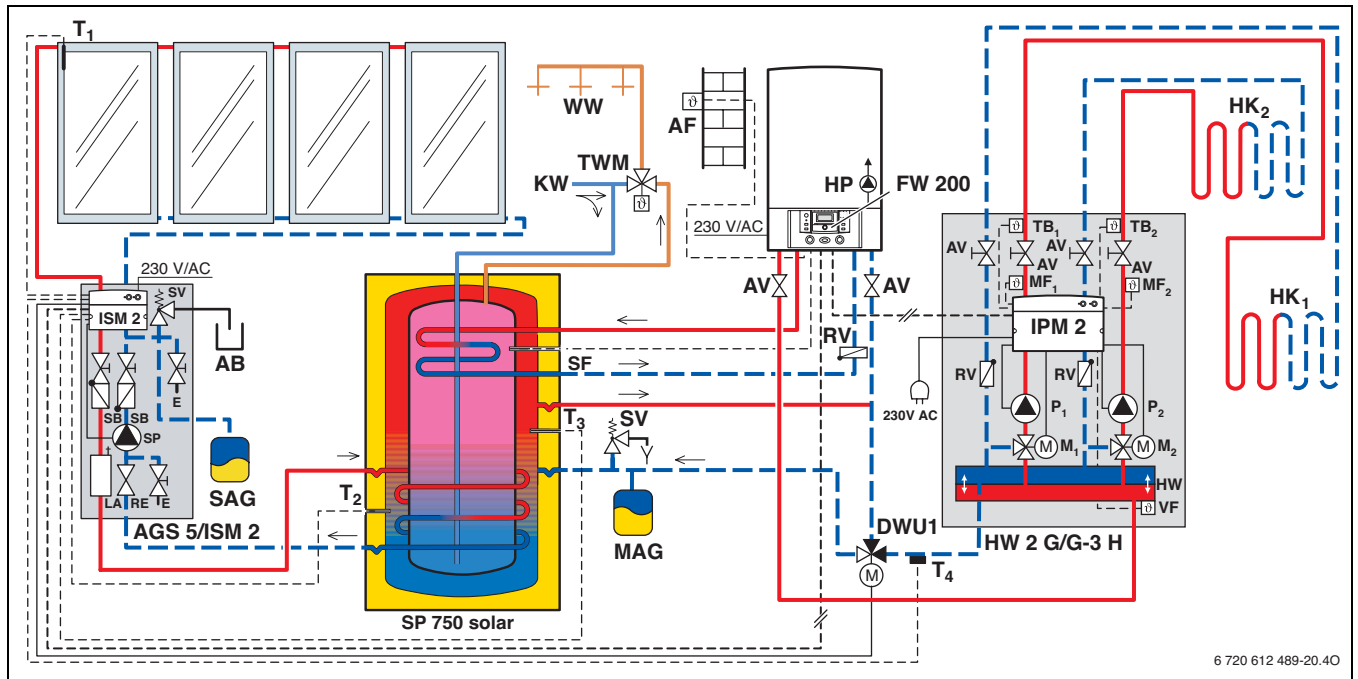 T1
WW
AF
ϑ
TWM
KW
ϑ
HP
FW 200
230 V/AC
HK2
HK1
230 V/AC
SV
ISM 2
AB
E
SB
SB
SP
SAG
LA
RE
E
AGS 5/ISM 2
AV
AV
RV
SF
T3
T2
SV
MAG
SP 750 solar
DWU1
M
T4
ϑ
TB1
ϑ
TB2
AV
AV
AV
AV
ϑ
MF1
ϑ
MF2
IPM 2
RV
RV
230V AC
P1
P2
M
M1
M
M2
HW
ϑ
VF
HW 2 G/G-3 H
6 720 612 489-20.4O